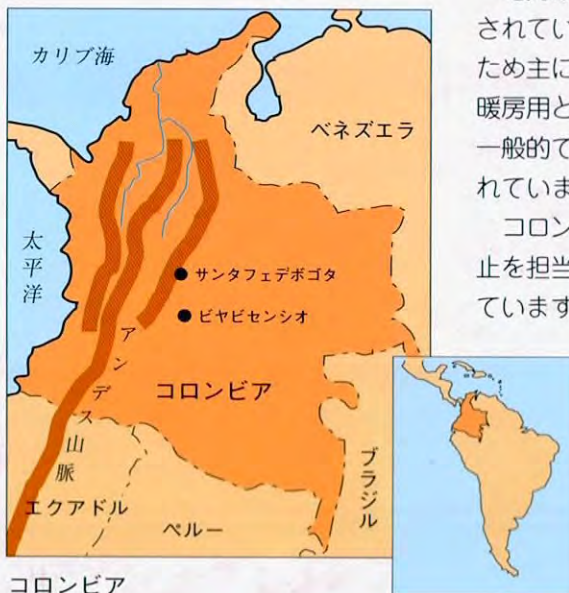 カリブ海
ベネズエラ
太平洋
サンタフェデボゴタ
ビヤビセンシオ
アンデス山脈
コロンビア
エクアドル
ペルー
ブラジル
コロンビア
されてい
ため主に
暖房用と
一般的で
れていま
コロン
止を担当
ています